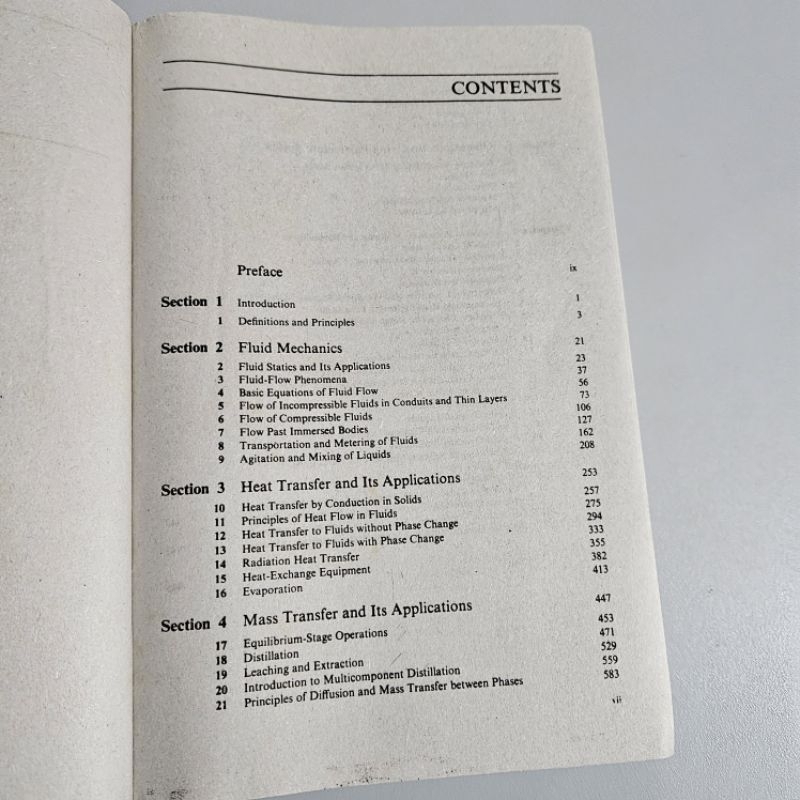 CONTENTS
Preface ix
Section 1 Introduction 1
1 Definitions and Principles 3
Section 2 Fluid Mechanics 21
2 Fluid Statics and Its Applications 23
3 Fluid-Flow Phenomena 37
4 Basic Equations of Fluid Flow 56
5 Flow of Incompressible Fluids in Conduits and Thin Layers 73
6 Flow of Compressible Fluids 106
7 Flow Past Immersed Bodies 127
8 Transportation and Metering of Fluids 162
9 Agitation and Mixing of Liquids 208
Section 3 Heat Transfer and Its Applications 253
10 Heat Transfer by Conduction in Solids 257
11 Principles of Heat Flow in Fluids 275
12 Heat Transfer to Fluids without Phase Change 294
13 Heat Transfer to Fluids with Phase Change 333
14 Radiation Heat Transfer 355
15 Heat-Exchange Equipment 382
16 Evaporation 413
Section 4 Mass Transfer and Its Applications 447
17 Equilibrium-Stage Operations 453
18 Distillation 471
19 Leaching and Extraction 529
20 Introduction to Multicomponent Distillation 559
21 Principles of Diffusion and Mass Transfer between Phases 583
vii